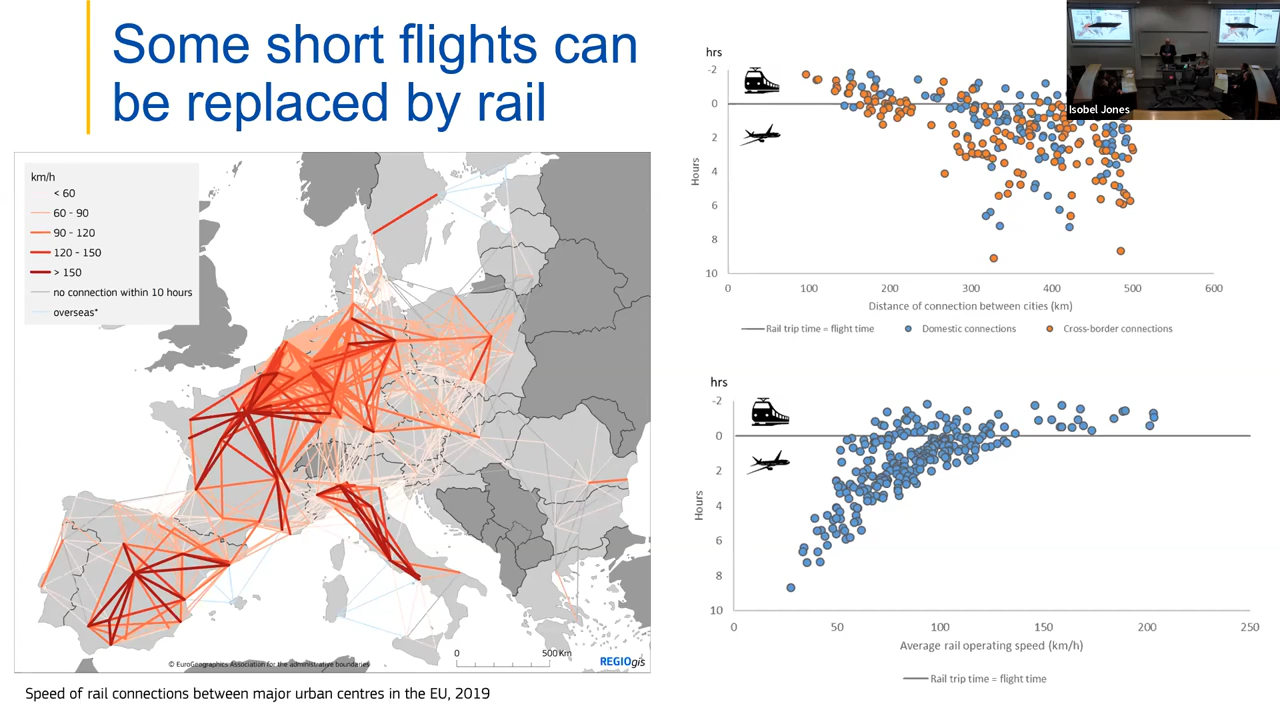 Some short flights can
be replaced by rail
km/h
< 60
60 - 90
90 - 120
120 - 150
> 150
no connection within 10 hours
overseas*
© EuroGeographics Association for the administrative boundaries
0
500 Km
REGIOgis
Speed of rail connections between major urban centres in the EU, 2019
hrs
-2
0
2
4
6
8
10
Hours
0
100
200
300
400
500
600
Distance of connection between cities (km)
Rail trip time = flight time
Domestic connections
Cross-border connections
hrs
-2
0
2
4
6
8
10
Hours
0
50
100
150
200
250
Average rail operating speed (km/h)
Rail trip time = flight time
Isobel Jones